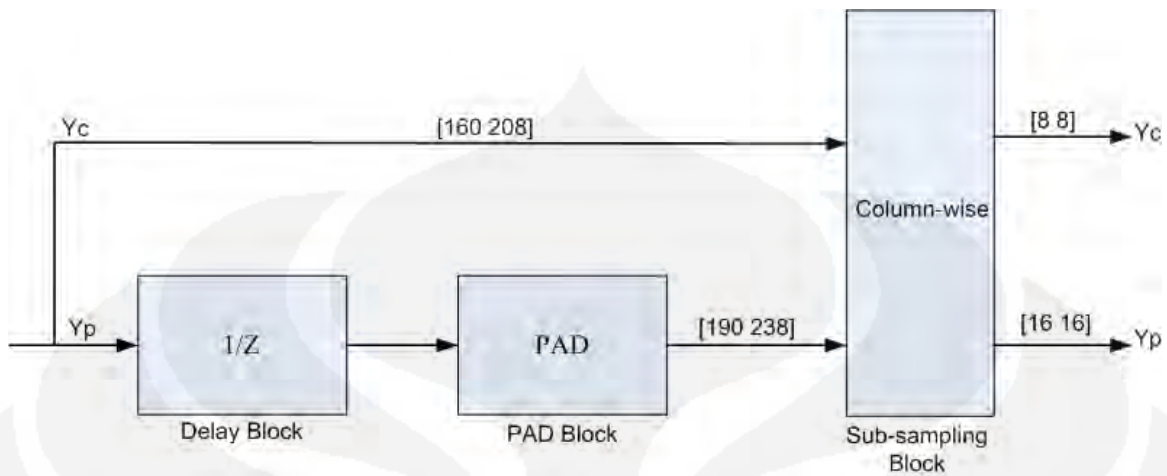 Yc
[160 208]
[8 8]
Yc
Column-wise
Yp
1/Z
PAD
[190 238]
[16 16]
Yp
Delay Block
PAD Block
Sub-sampling
Block